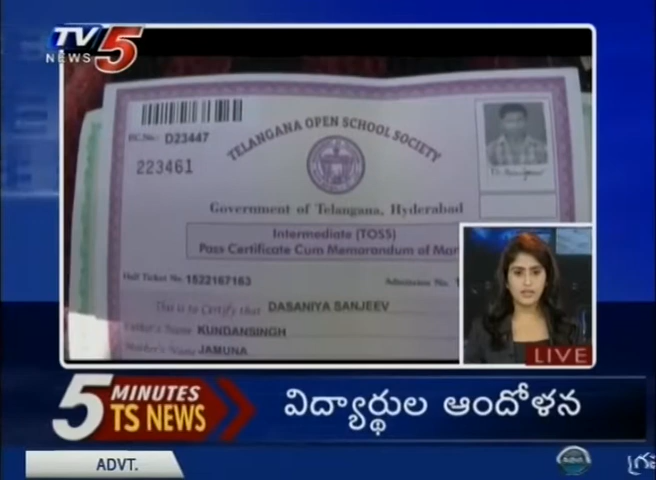 TV5
NEWS
PC.No: D23447
223461
TELANGANA OPEN SCHOOL SOCIETY
Government of Telangana, Hyderabad
Intermediate (TOSS)
Pass Certificate Cum Memorandum of Mar
Hall Ticket No. 1522167163
Admission No. 1
This is to Certify that DASANIYA SANJEEV
Father's Name KUNDANSINGH
Mother's Name JAMUNA
LIVE
5 MINUTES
TS NEWS
విద్యార్థుల ఆందోళన
ADVT.